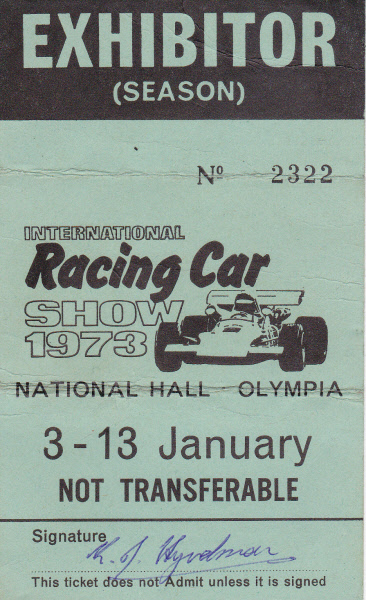 EXHIBITOR
(SEASON)
Nº 2322
INTERNATIONAL
Racing Car
SHOW
1973
NATIONAL HALL · OLYMPIA
3 - 13 January
NOT TRANSFERABLE
Signature
This ticket does not Admit unless it is signed